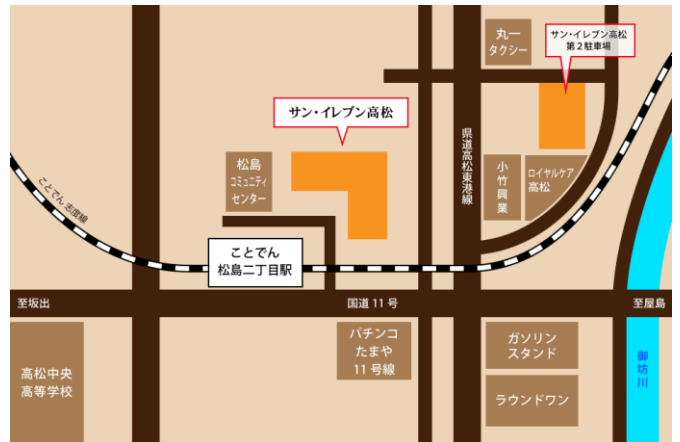 丸一
タクシー
サン・イレブン高松
第2駐車場
サン・イレブン高松
松島
コミュニティ
センター
県道高松東港線
小竹興業
ロイヤルケア
高松
ことでん 志度線
ことでん
松島二丁目駅
至坂出
国道11号
至屋島
高松中央
高等学校
パチンコ
たまや
11号線
ガソリン
スタンド
ラウンドワン
御坊川